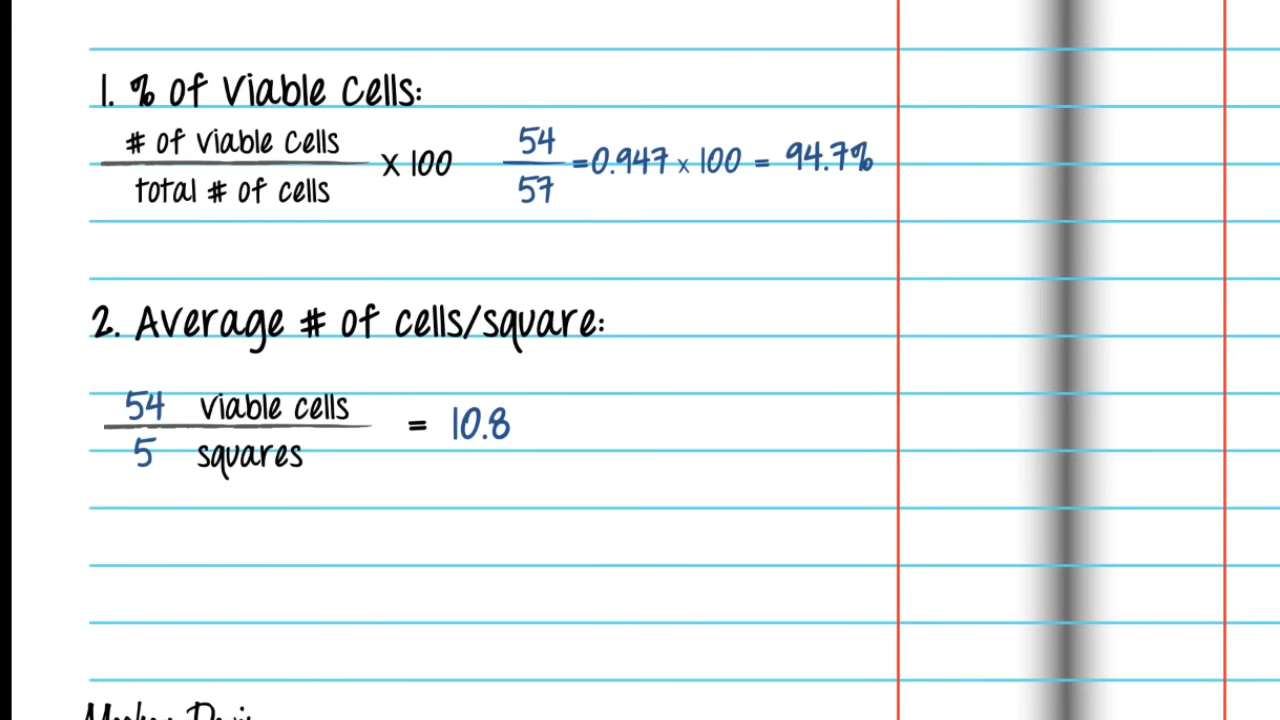 1. % of Viable Cells:
# of viable cells
total # of cells
x 100
54
57
=0.947 x 100 = 94.7%
2. Average # of cells/square:
54 viable cells
5 squares
= 10.8